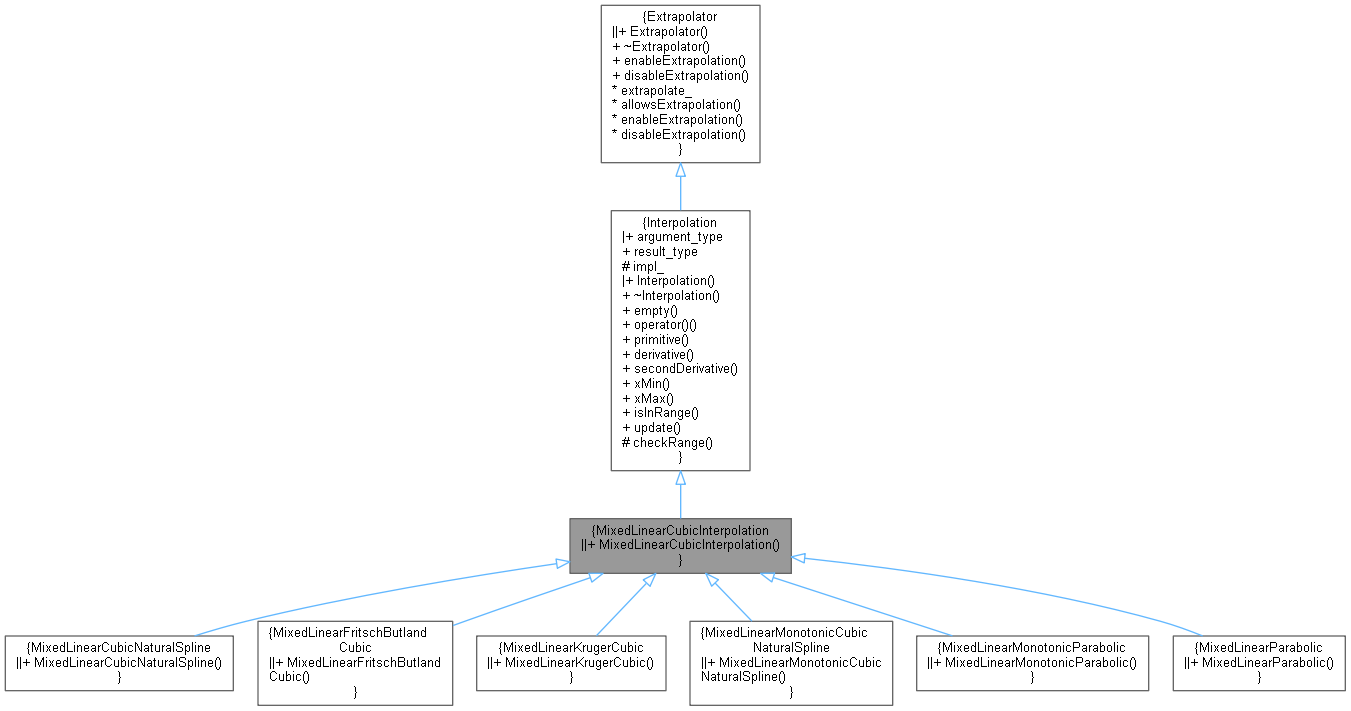 {Extrapolator
||+ Extrapolator()
+ ~Extrapolator()
+ enableExtrapolation()
+ disableExtrapolation()
* extrapolate_
* allowsExtrapolation()
* enableExtrapolation()
* disableExtrapolation()
}
{Interpolation
|+ argument_type
+ result_type
# impl_
|+ Interpolation()
+ ~Interpolation()
+ empty()
+ operator()()
+ primitive()
+ derivative()
+ secondDerivative()
+ xMin()
+ xMax()
+ isInRange()
+ update()
# checkRange()
}
{MixedLinearCubicInterpolation
||+ MixedLinearCubicInterpolation()
}
{MixedLinearCubicNaturalSpline
||+ MixedLinearCubicNaturalSpline()
}
{MixedLinearFritschButland
Cubic
||+ MixedLinearFritschButland
Cubic()
}
{MixedLinearKrugerCubic
||+ MixedLinearKrugerCubic()
}
{MixedLinearMonotonicCubic
NaturalSpline
||+ MixedLinearMonotonicCubic
NaturalSpline()
}
{MixedLinearMonotonicParabolic
||+ MixedLinearMonotonicParabolic()
}
{MixedLinearParabolic
||+ MixedLinearParabolic()
}